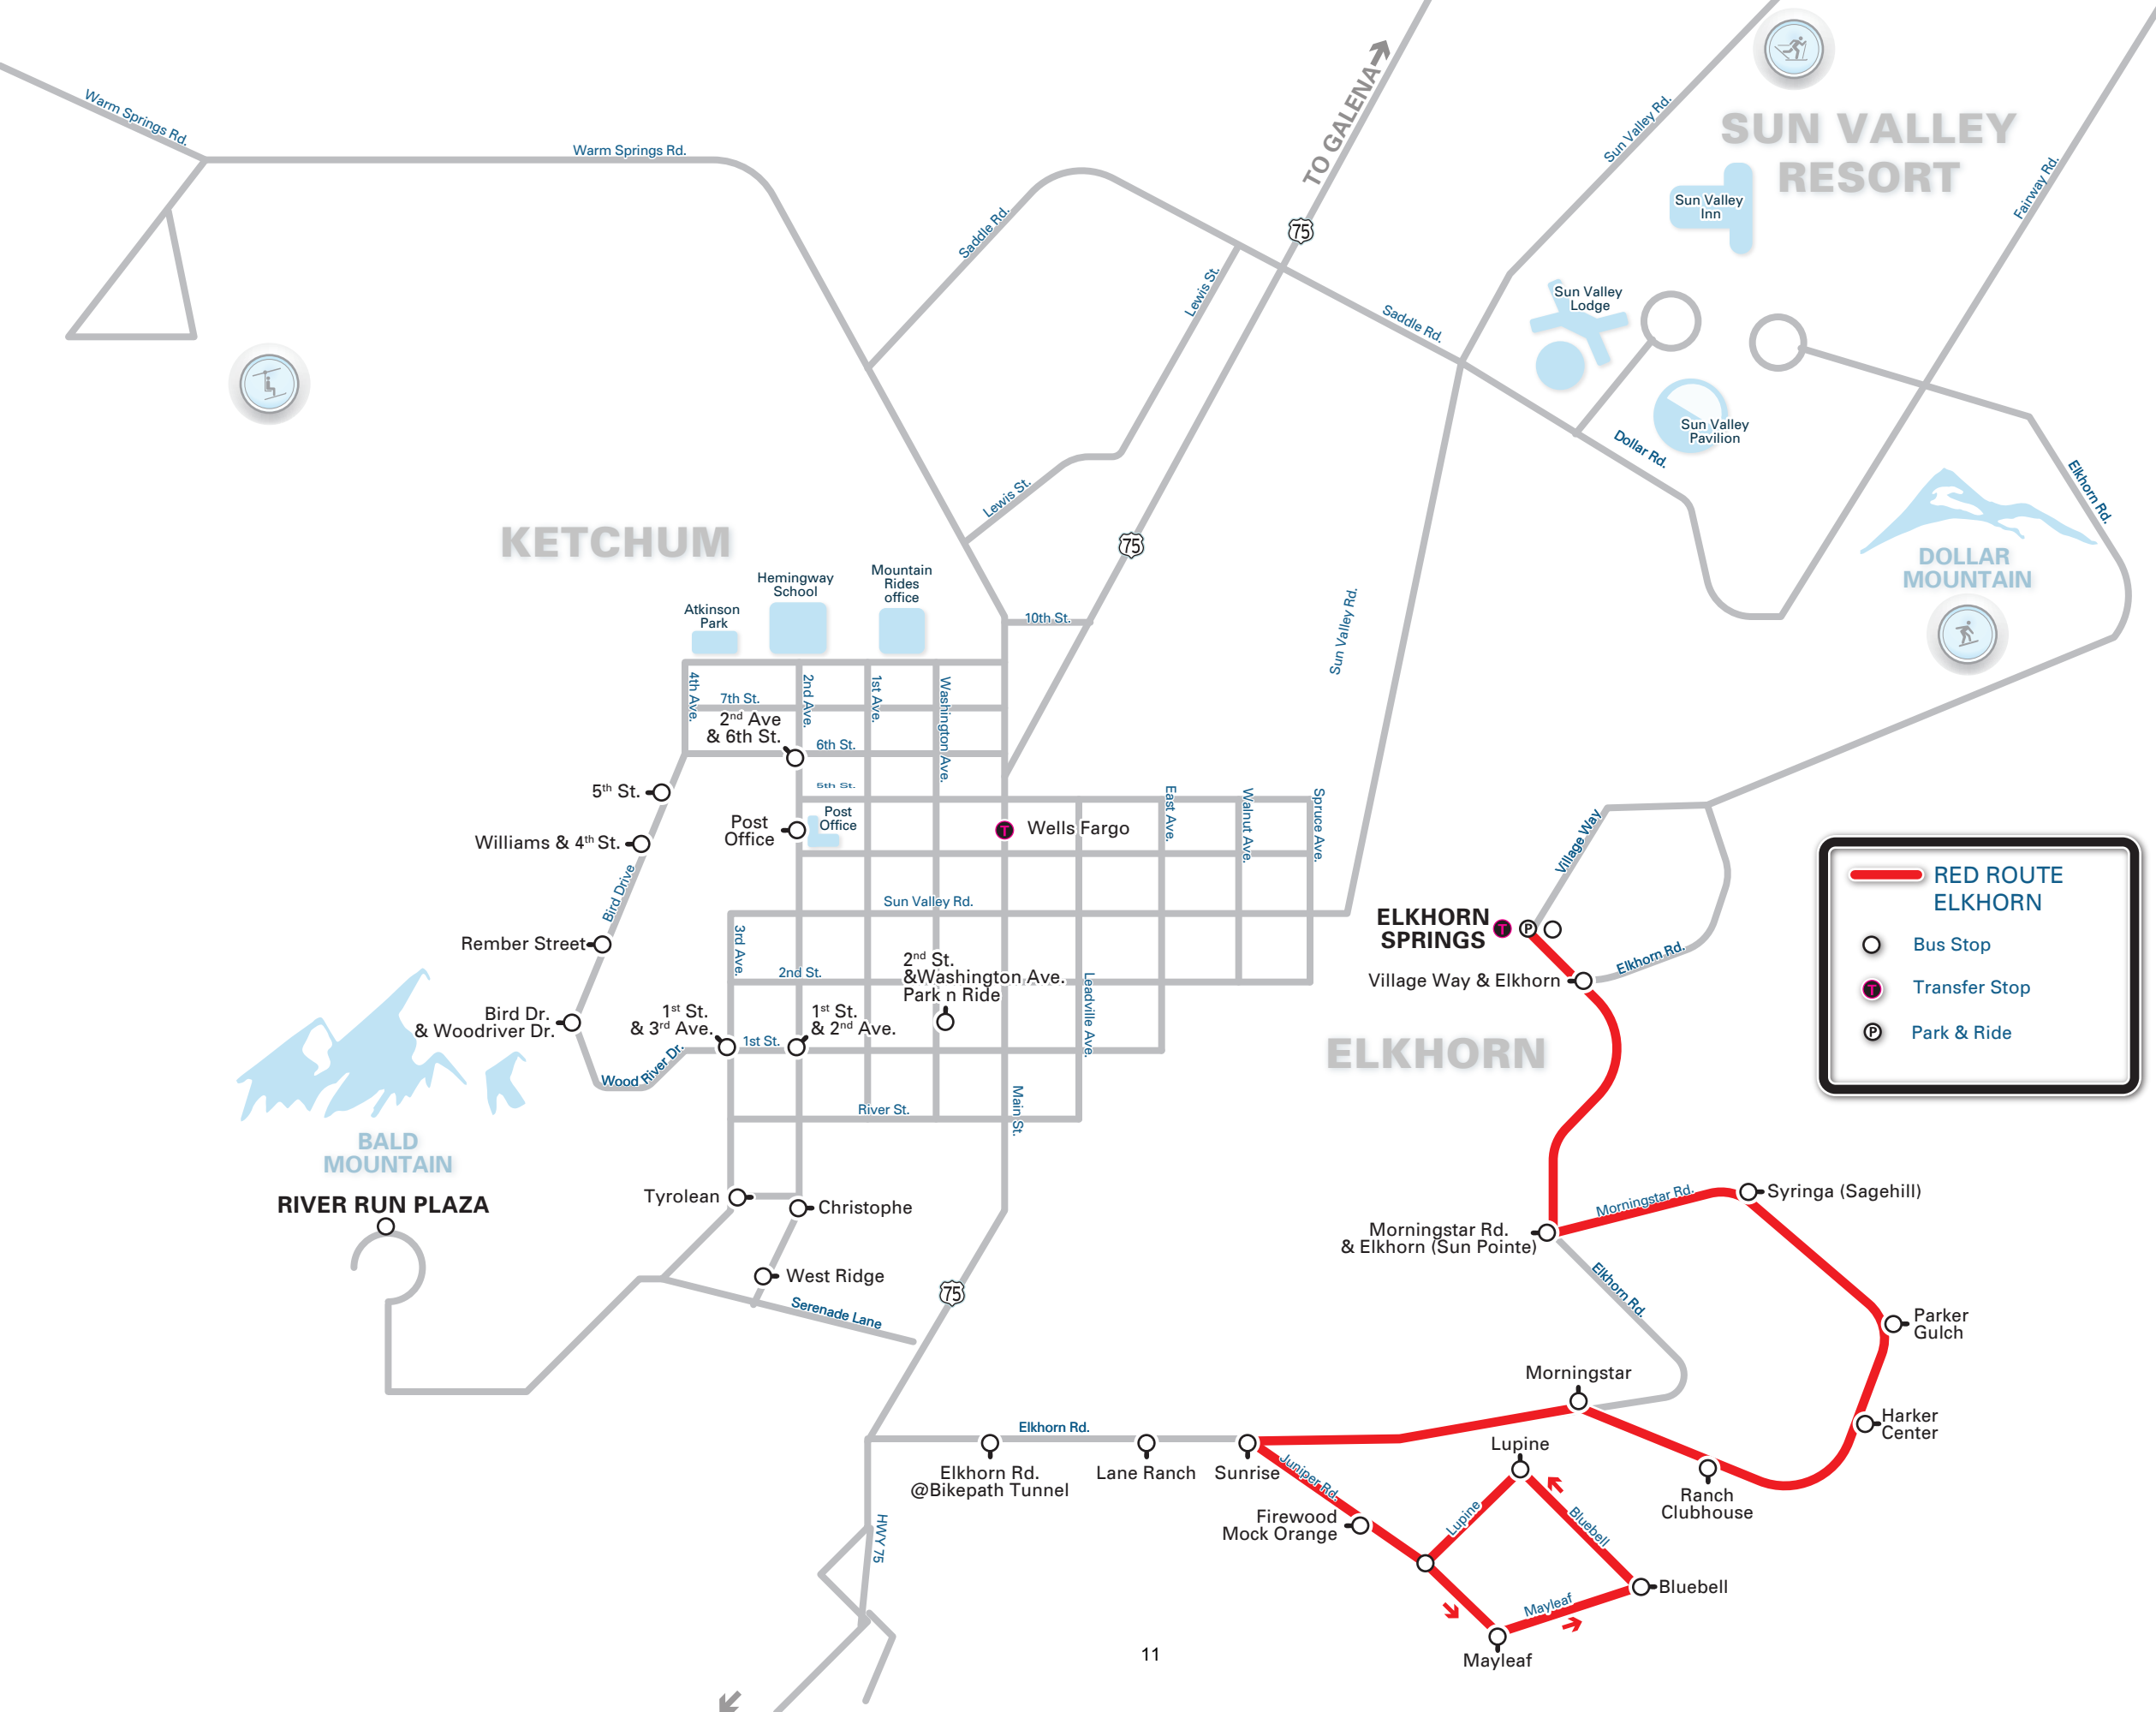 Warm Springs Rd.
Warm Springs Rd.
Saddle Rd.
TO GALENA
75
Sun Valley Rd.
SUN VALLEY
RESORT
Sun Valley
Inn
Fairway Rd.
Lewis St.
Saddle Rd.
Sun Valley
Lodge
Sun Valley
Pavilion
Dollar Rd.
Elkhorn Rd.
Lewis St.
75
KETCHUM
DOLLAR
MOUNTAIN
Atkinson
Park
Hemingway
School
Mountain
Rides
office
10th St.
Sun Valley Rd.
4th Ave.
7th St.
2nd Ave.
1st Ave.
Washington Ave.
2nd Ave
& 6th St.
6th St.
5th St.
5th St.
Post
Office
Post
Office
T
Wells Fargo
East Ave.
Walnut Ave.
Spruce Ave.
Williams & 4th St.
Bird Drive
Village Way
RED ROUTE
ELKHORN
Bus Stop
T
Transfer Stop
P
Park & Ride
Sun Valley Rd.
ELKHORN
SPRINGS
T
P
Rember Street
3rd Ave.
2nd St.
2nd St.
&Washington Ave.
Park n Ride
Leadville Ave.
Village Way & Elkhorn
Elkhorn Rd.
Bird Dr.
& Woodriver Dr.
1st St.
& 3rd Ave.
1st St.
1st St.
& 2nd Ave.
Wood River Dr.
ELKHORN
River St.
Main St.
BALD
MOUNTAIN
RIVER RUN PLAZA
Tyrolean
Christophe
West Ridge
Serenade Lane
75
Morningstar Rd.
Syringa (Sagehill)
Morningstar Rd.
& Elkhorn (Sun Pointe)
Elkhorn Rd.
Parker
Gulch
Morningstar
Harker
Center
Elkhorn Rd.
Elkhorn Rd.
@Bikepath Tunnel
Lane Ranch
Sunrise
Juniper Rd.
Lupine
Ranch
Clubhouse
Firewood
Mock Orange
Lupine
Bluebell
HWY 75
Bluebell
Mayleaf
Mayleaf
11